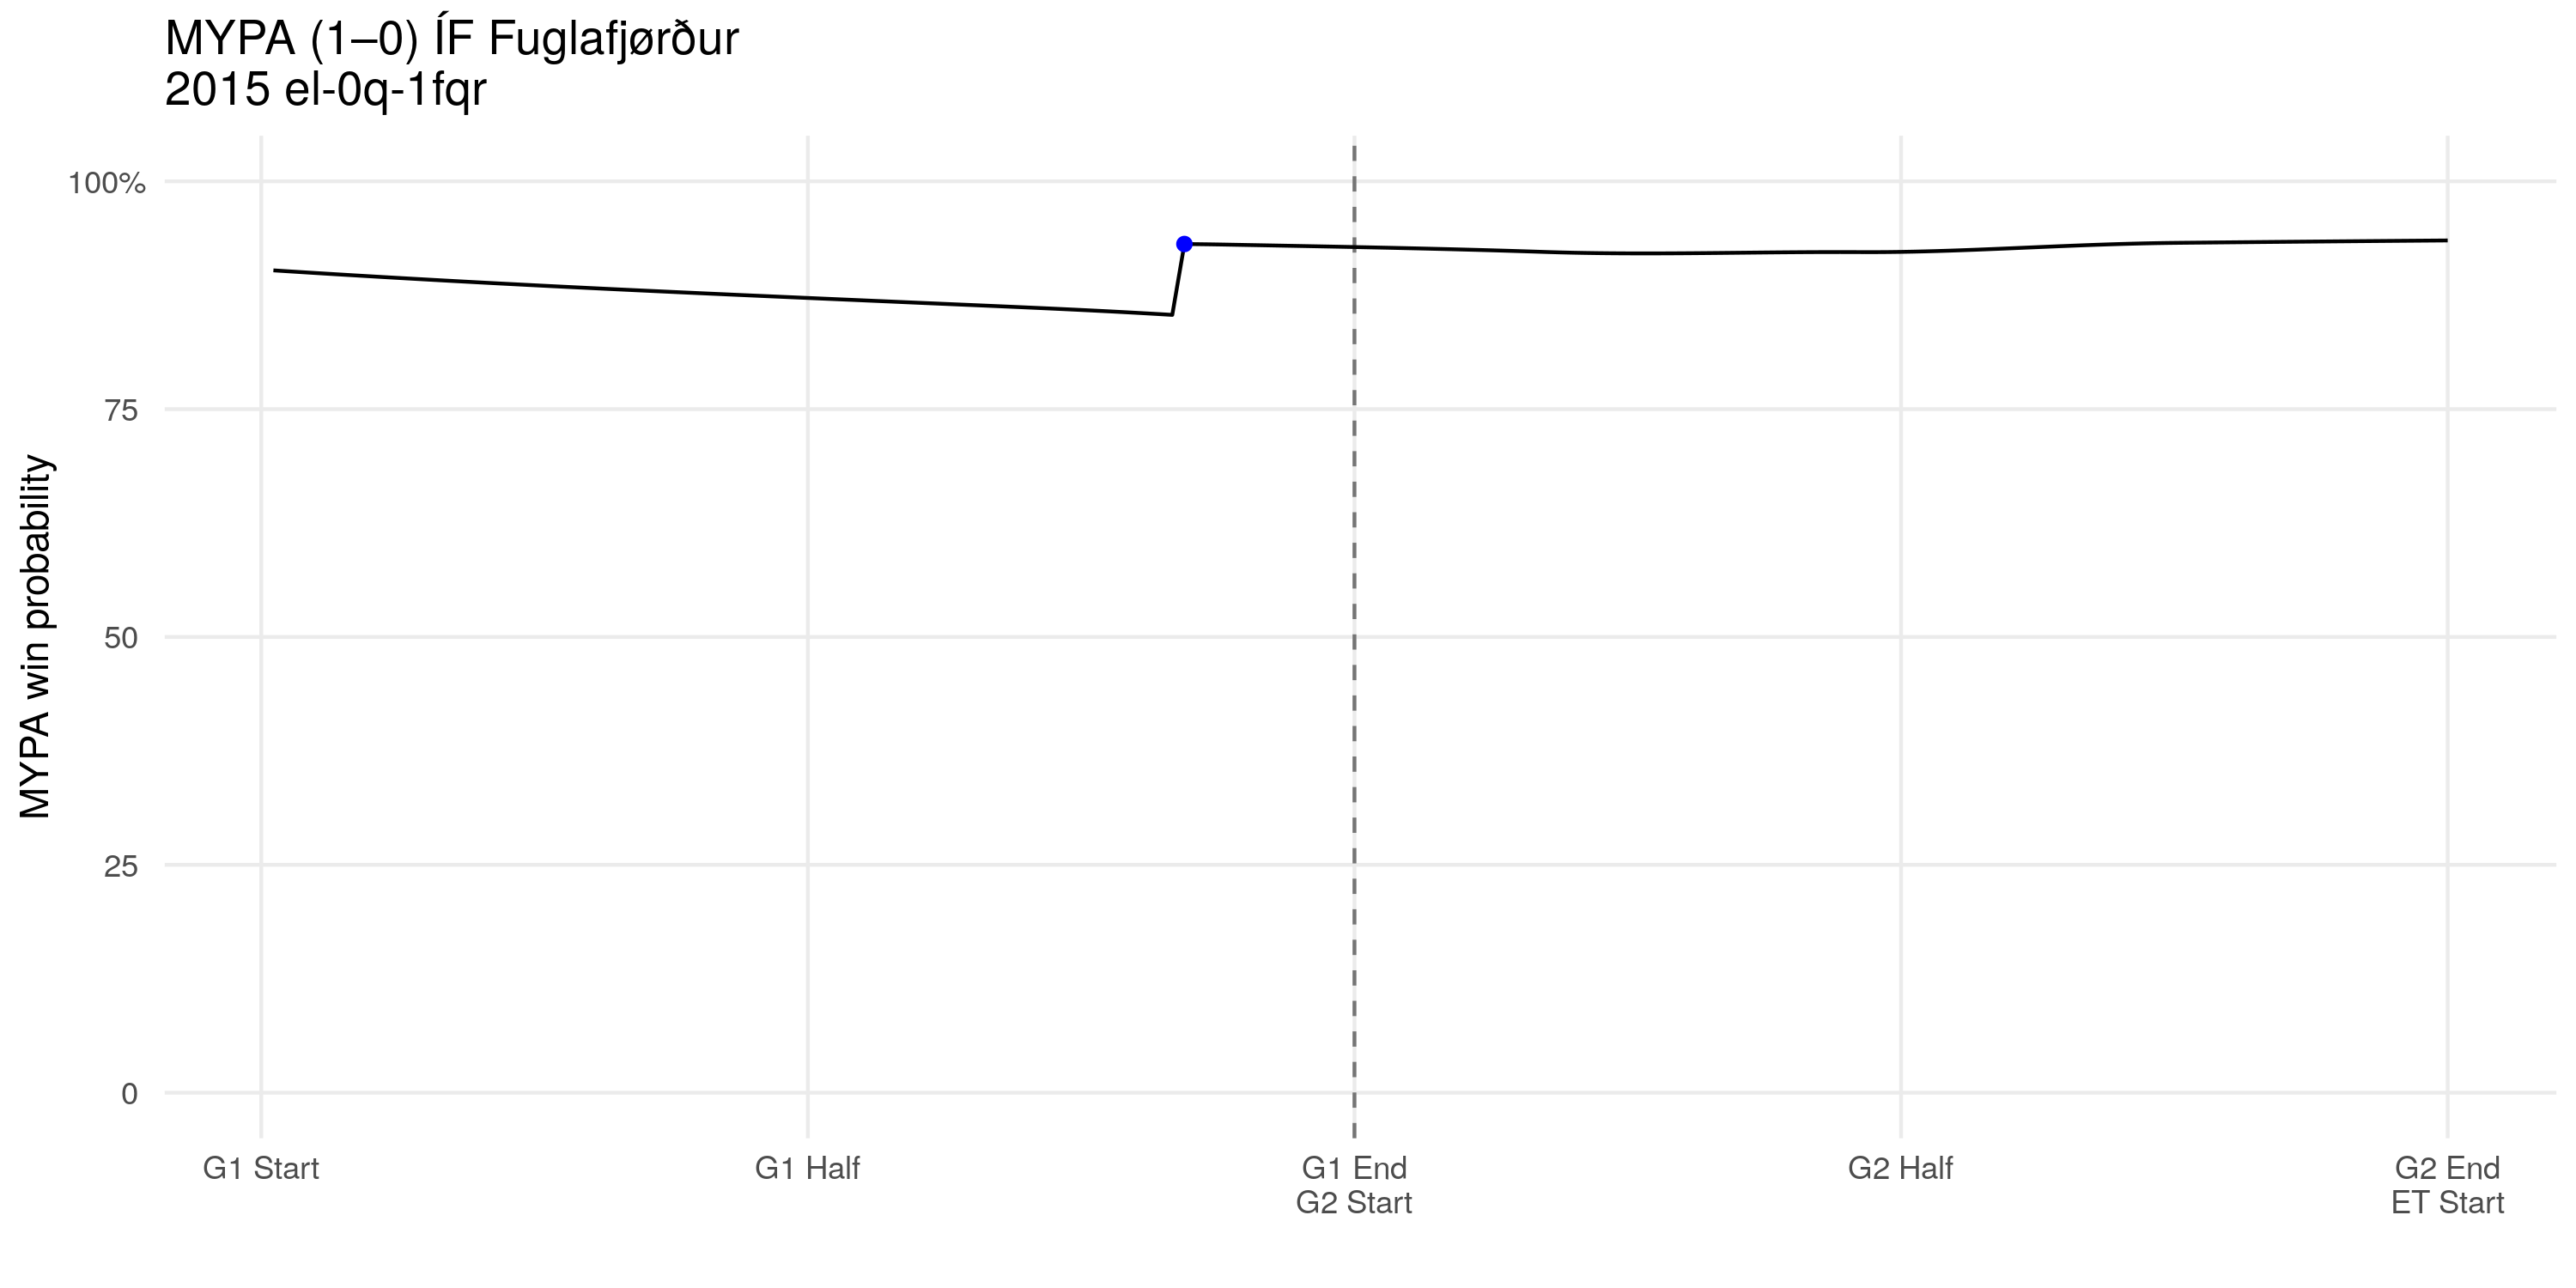 MYPA (1–0) ÍF Fuglafjørður
2015 el-0q-1fqr
MYPA win probability
100%
75
50
25
0
G1 Start
G1 Half
G1 End
G2 Start
G2 Half
G2 End
ET Start